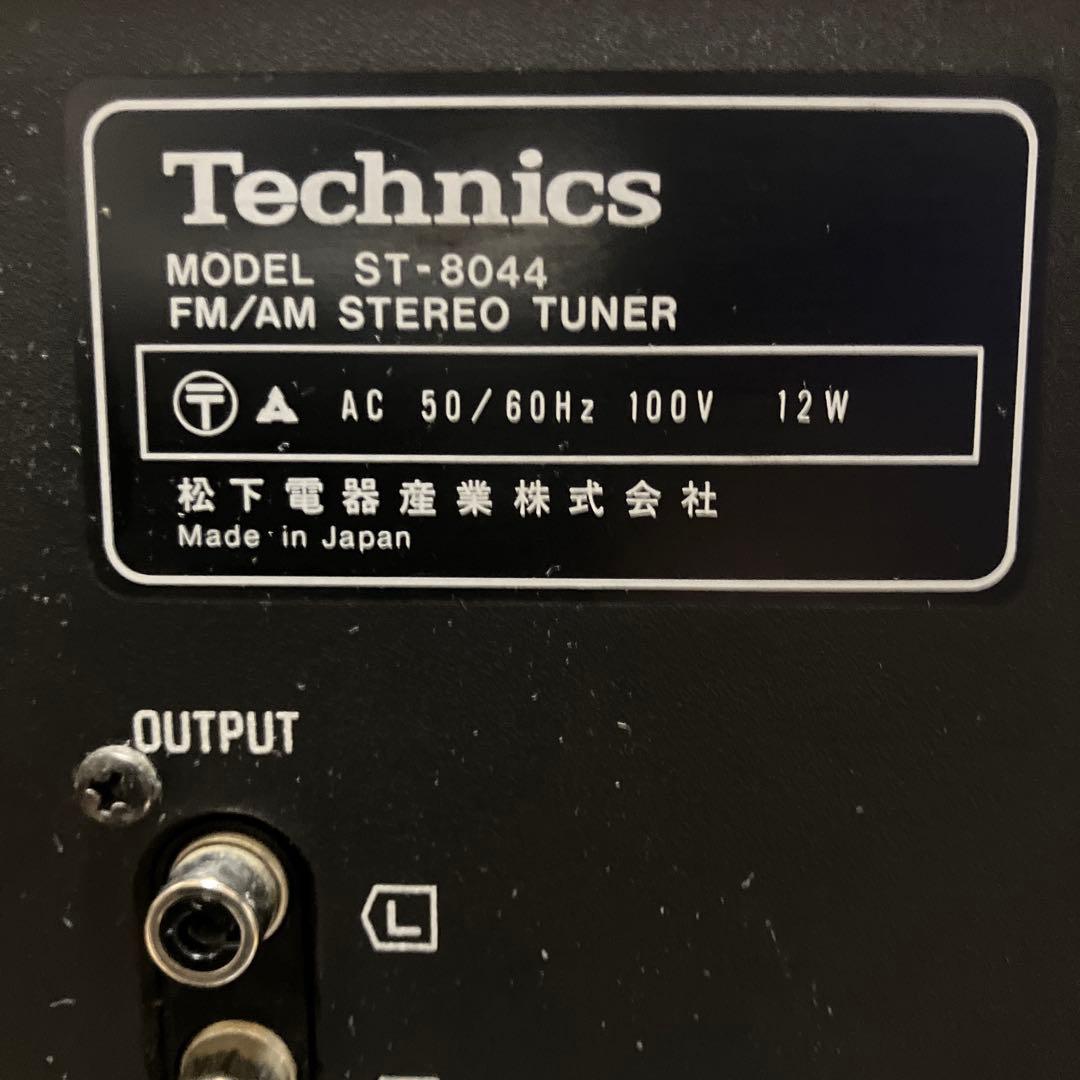 Technics
MODEL ST-8044
FM/AM STEREO TUNER
〒 AC 50/60Hz 100V 12W
松下電器産業株式会社
Made in Japan
OUTPUT
L